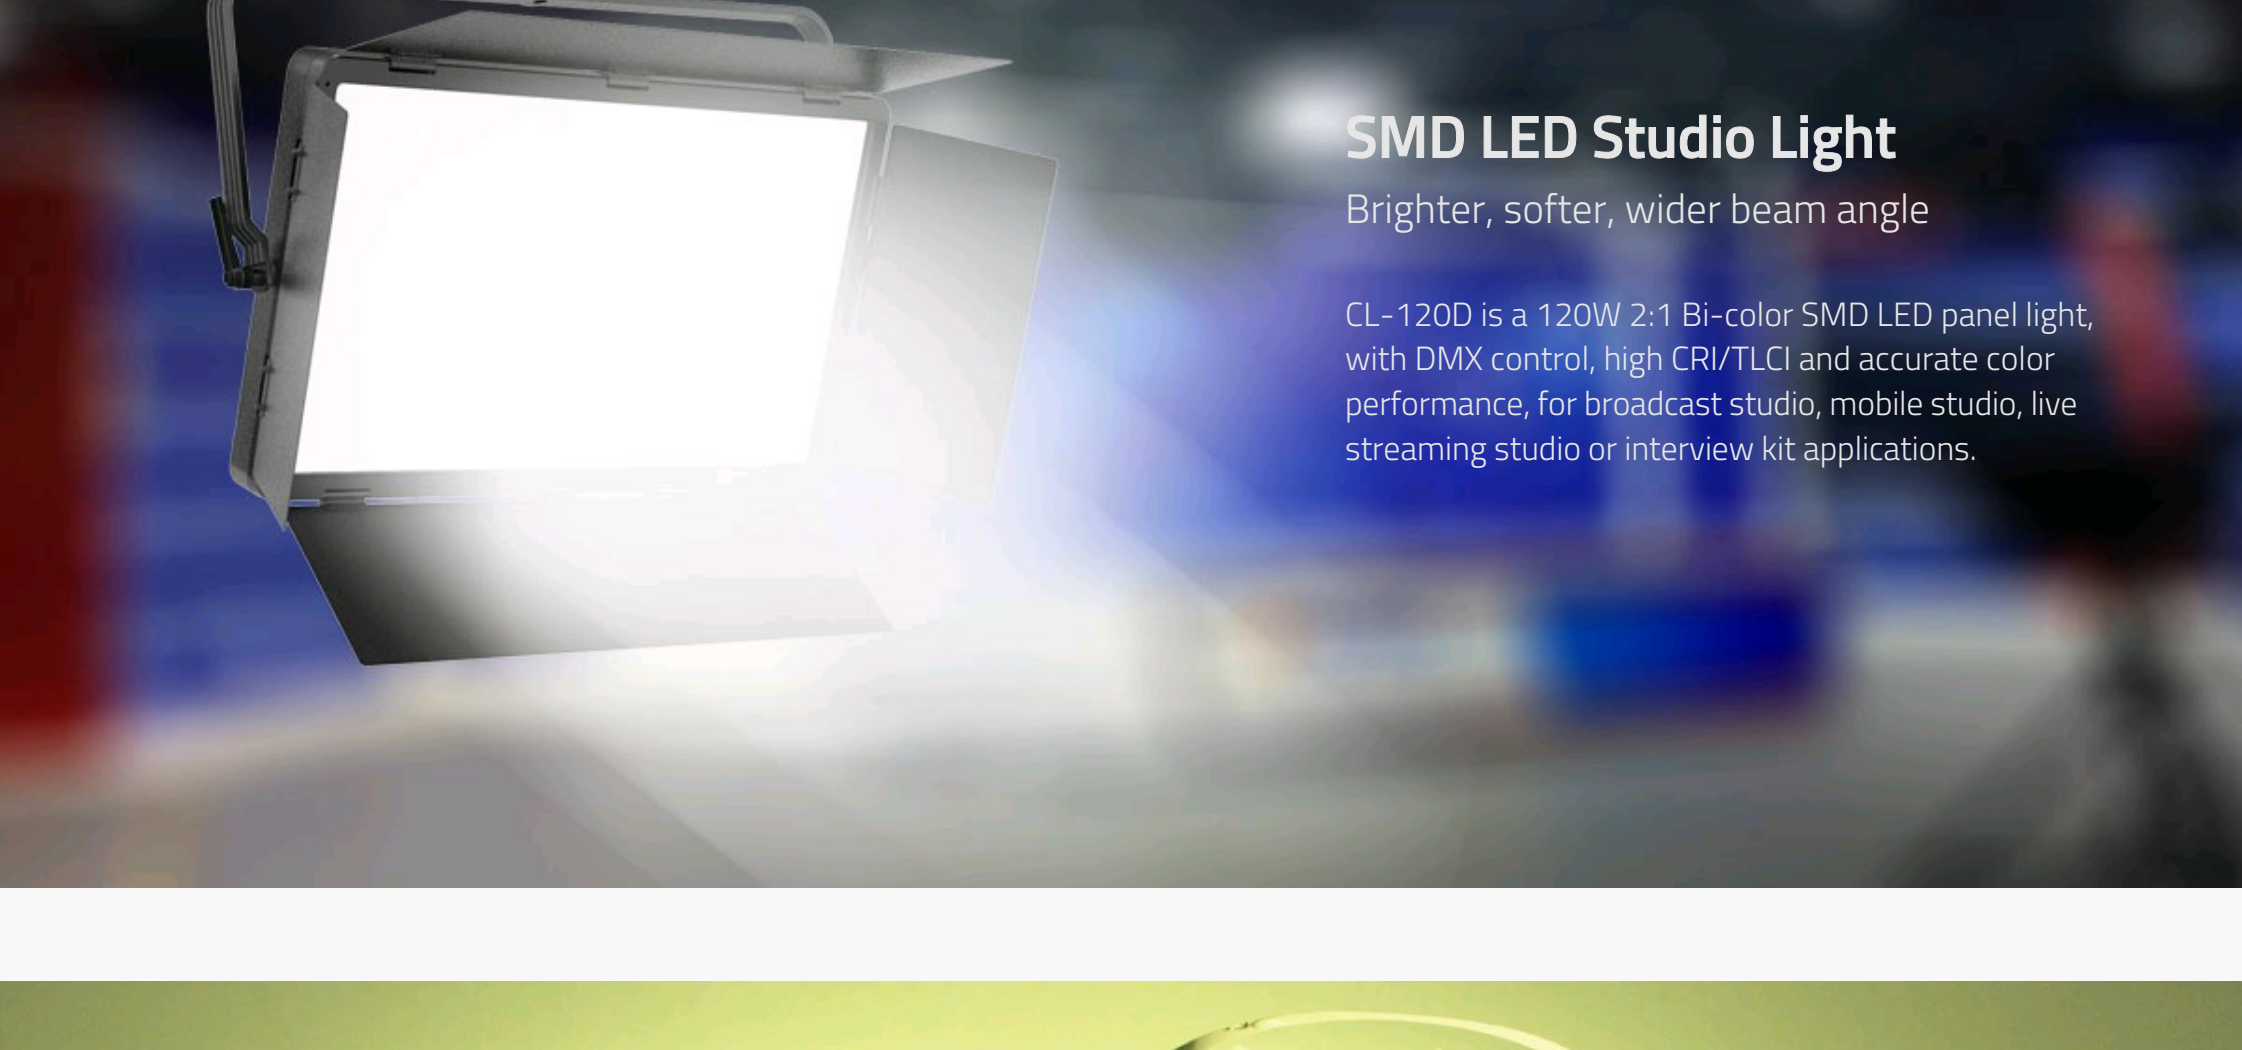 SMD LED Studio Light
Brighter, softer, wider beam angle
CL-120D is a 120W 2:1 Bi-color SMD LED panel light,
with DMX control, high CRI/TLCI and accurate color
performance, for broadcast studio, mobile studio, live
streaming studio or interview kit applications.